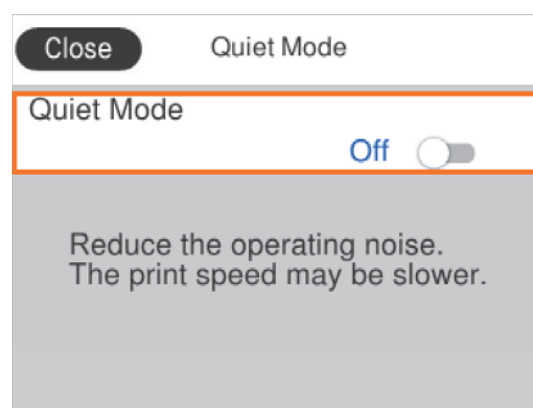 Close Quiet Mode
Quiet Mode
Off
Reduce the operating noise.
The print speed may be slower.